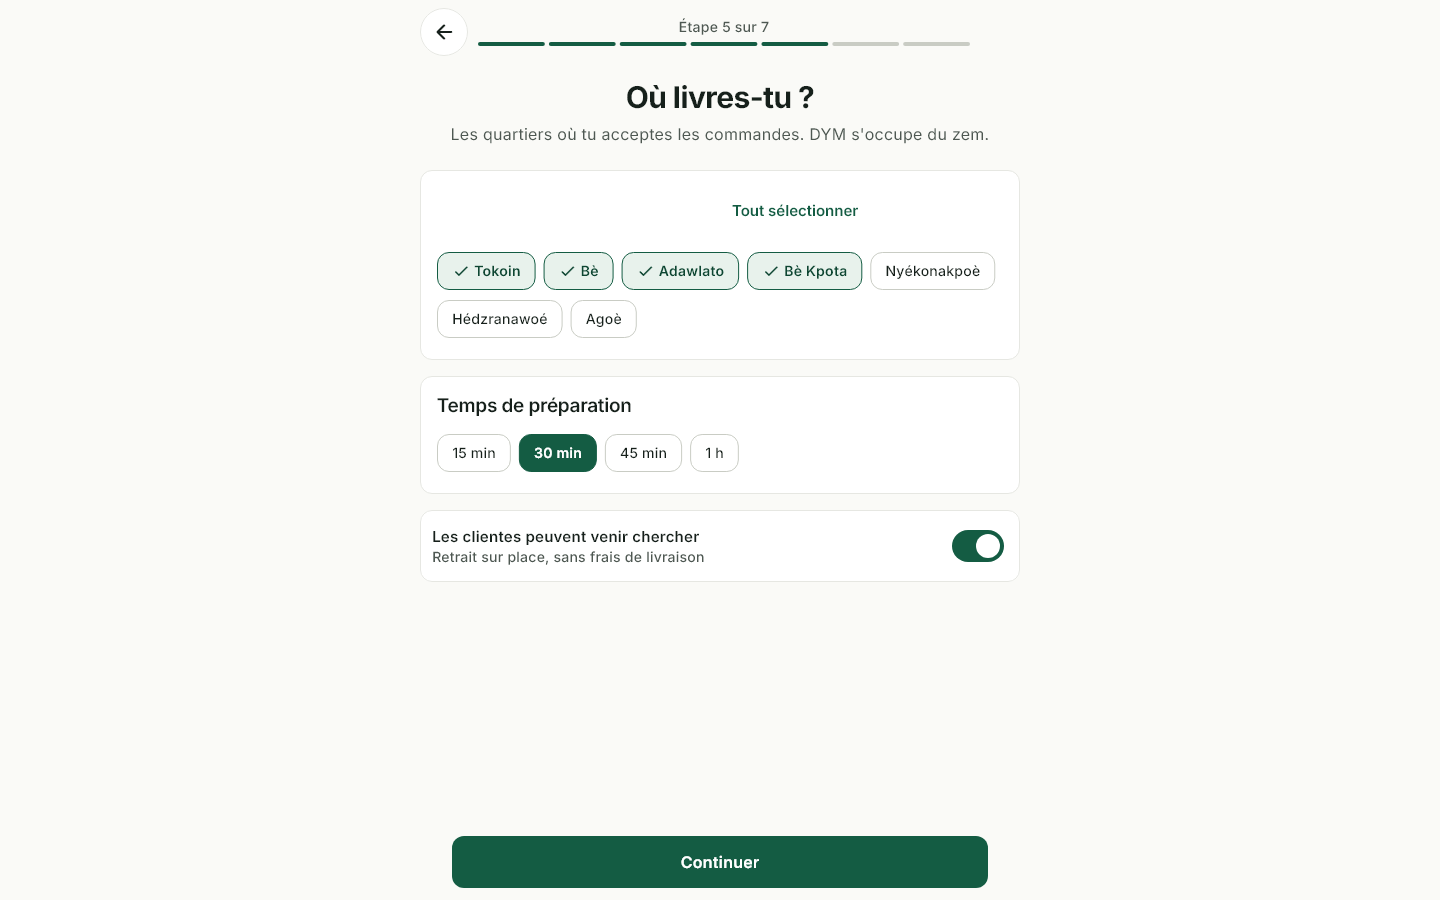 Étape 5 sur 7
Où livres-tu ?
Les quartiers où tu acceptes les commandes. DYM s'occupe du zem.
Tout sélectionner
Tokoin Bè Adawlato Bè Kpota Nyékonakpoè
Hédzranawoé Agoè
Temps de préparation
15 min 30 min 45 min 1 h
Les clientes peuvent venir chercher
Retrait sur place, sans frais de livraison
Continuer